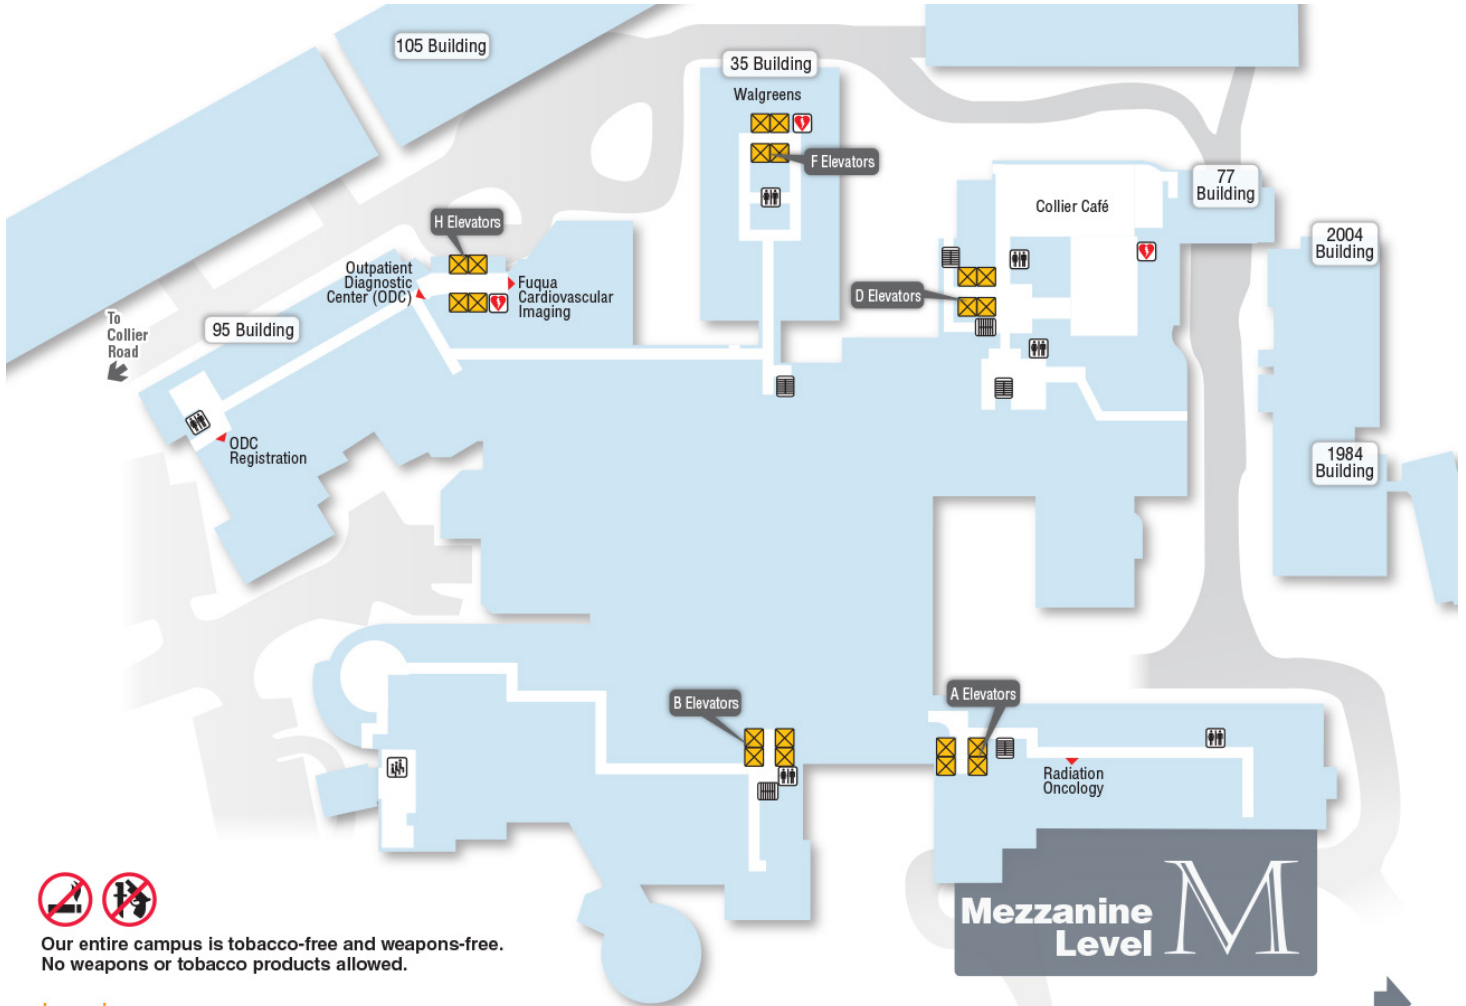 105 Building
35 Building
Walgreens
F Elevators
77
Building
Collier Café
H Elevators
2004
Building
Outpatient
Diagnostic
Center (ODC)
Fuqua
Cardiovascular
Imaging
D Elevators
To
Collier
Road
95 Building
ODC
Registration
1984
Building
B Elevators
A Elevators
Radiation
Oncology
Mezzanine
Level
M
Our entire campus is tobacco-free and weapons-free.
No weapons or tobacco products allowed.